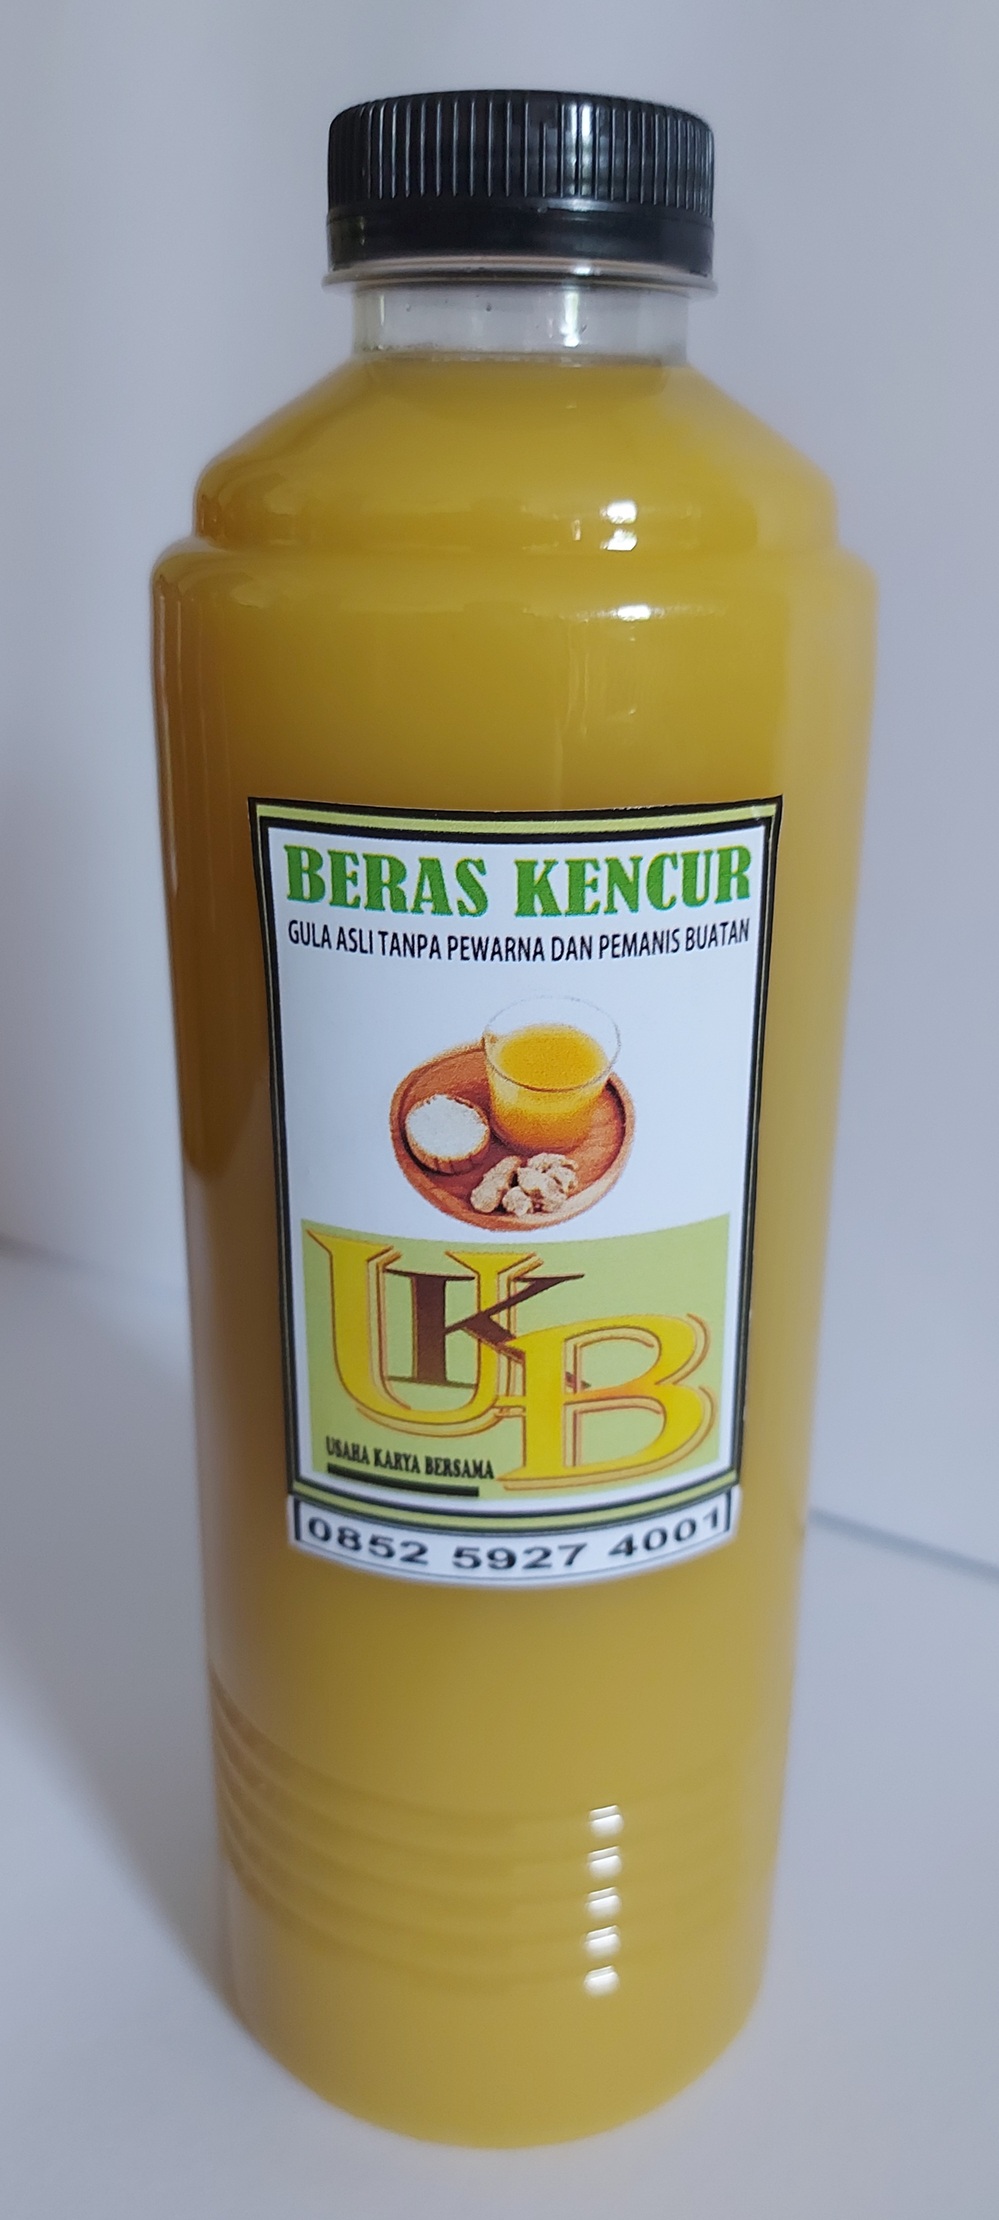 BERAS KENCUR
GULA ASLI TANPA PEWARNA DAN PEMANIS BUATAN
UKB
USAHA KARYA BERSAMA
0852 5927 4001